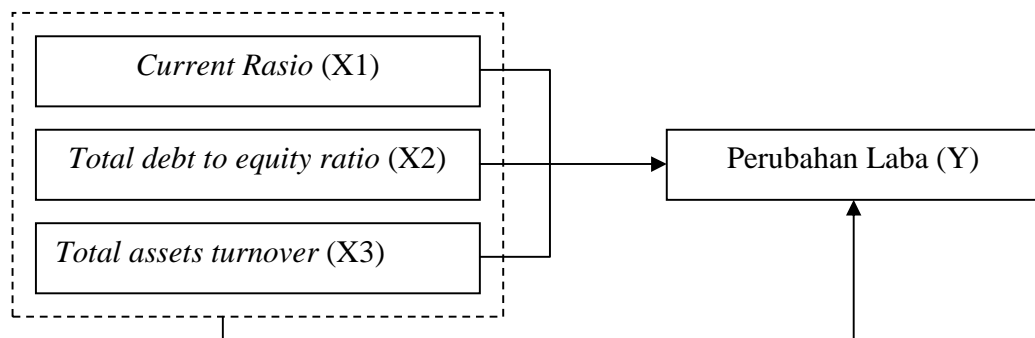 Current Rasio (X1)
Total debt to equity ratio (X2)
Perubahan Laba (Y)
Total assets turnover (X3)